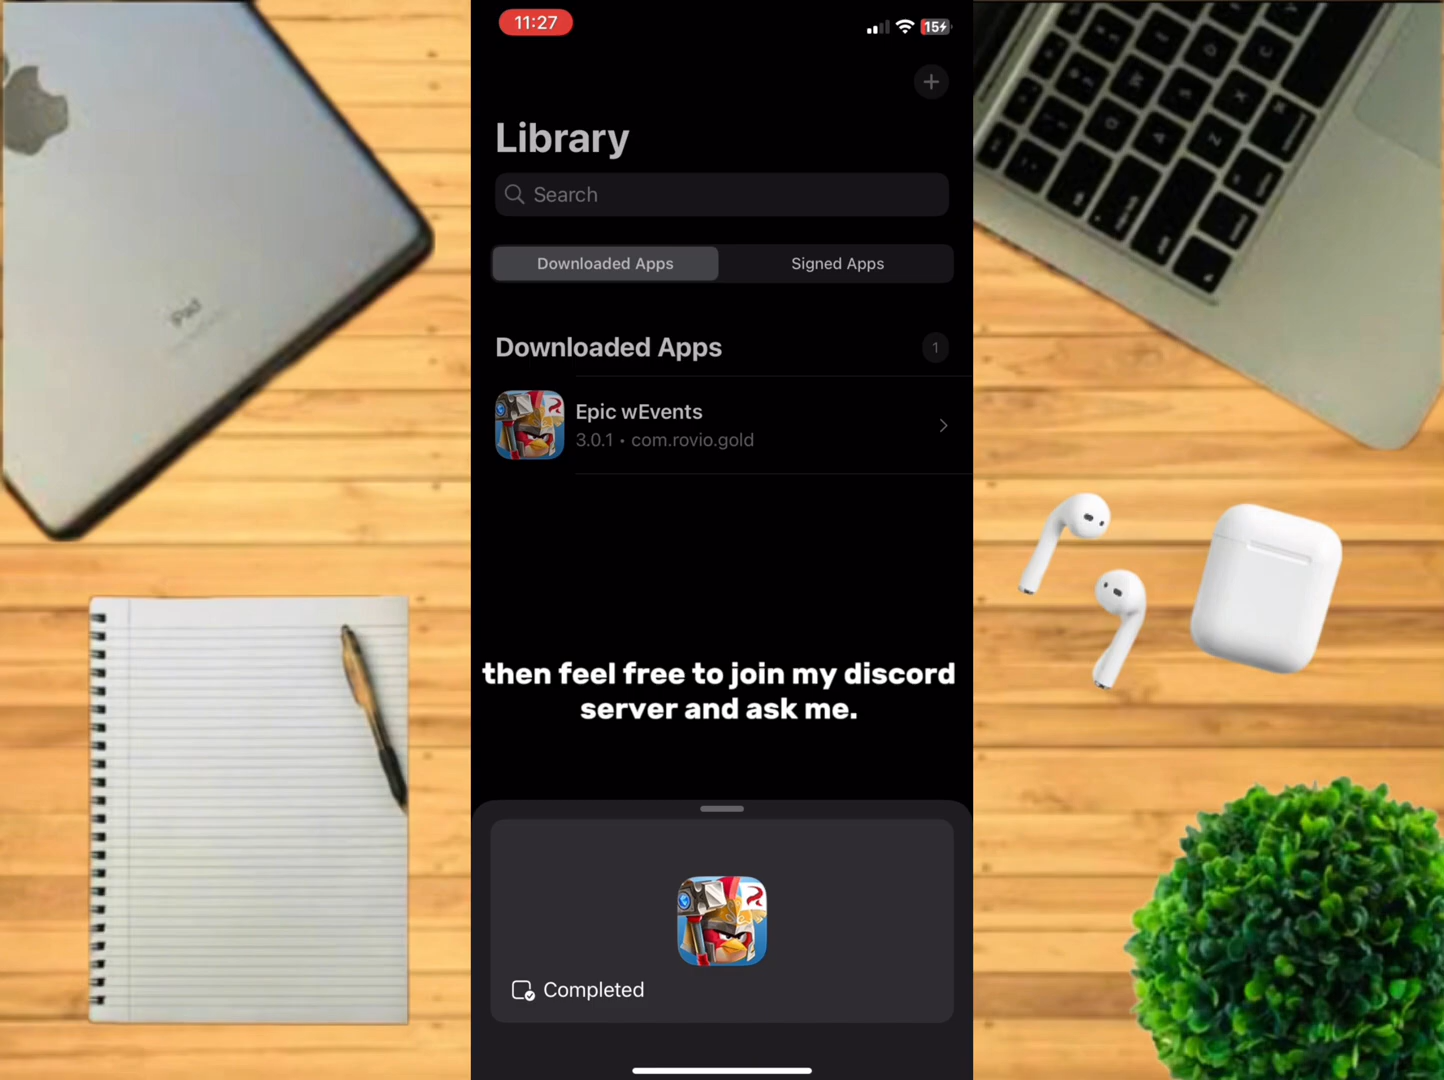 11:27
15
Library
Search
Downloaded Apps
Signed Apps
Downloaded Apps
1
Epic wEvents
3.0.1 • com.rovio.gold
then feel free to join my discord
server and ask me.
Completed
iPad